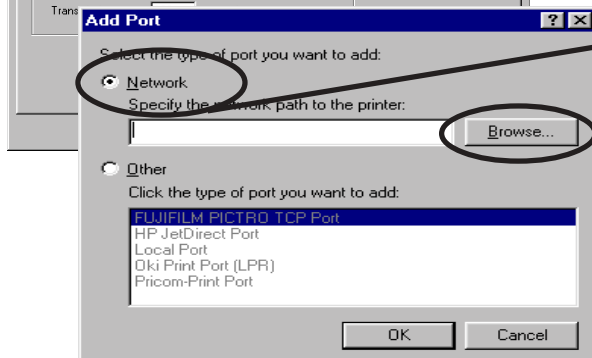 Trans
Add Port
Select the type of port you want to add:
Network
Specify the network path to the printer:
Browse...
Other
Click the type of port you want to add:
FUJIFILM PICTRO TCP Port
HP JetDirect Port
Local Port
Oki Print Port (LPR)
Pricom-Print Port
OK
Cancel